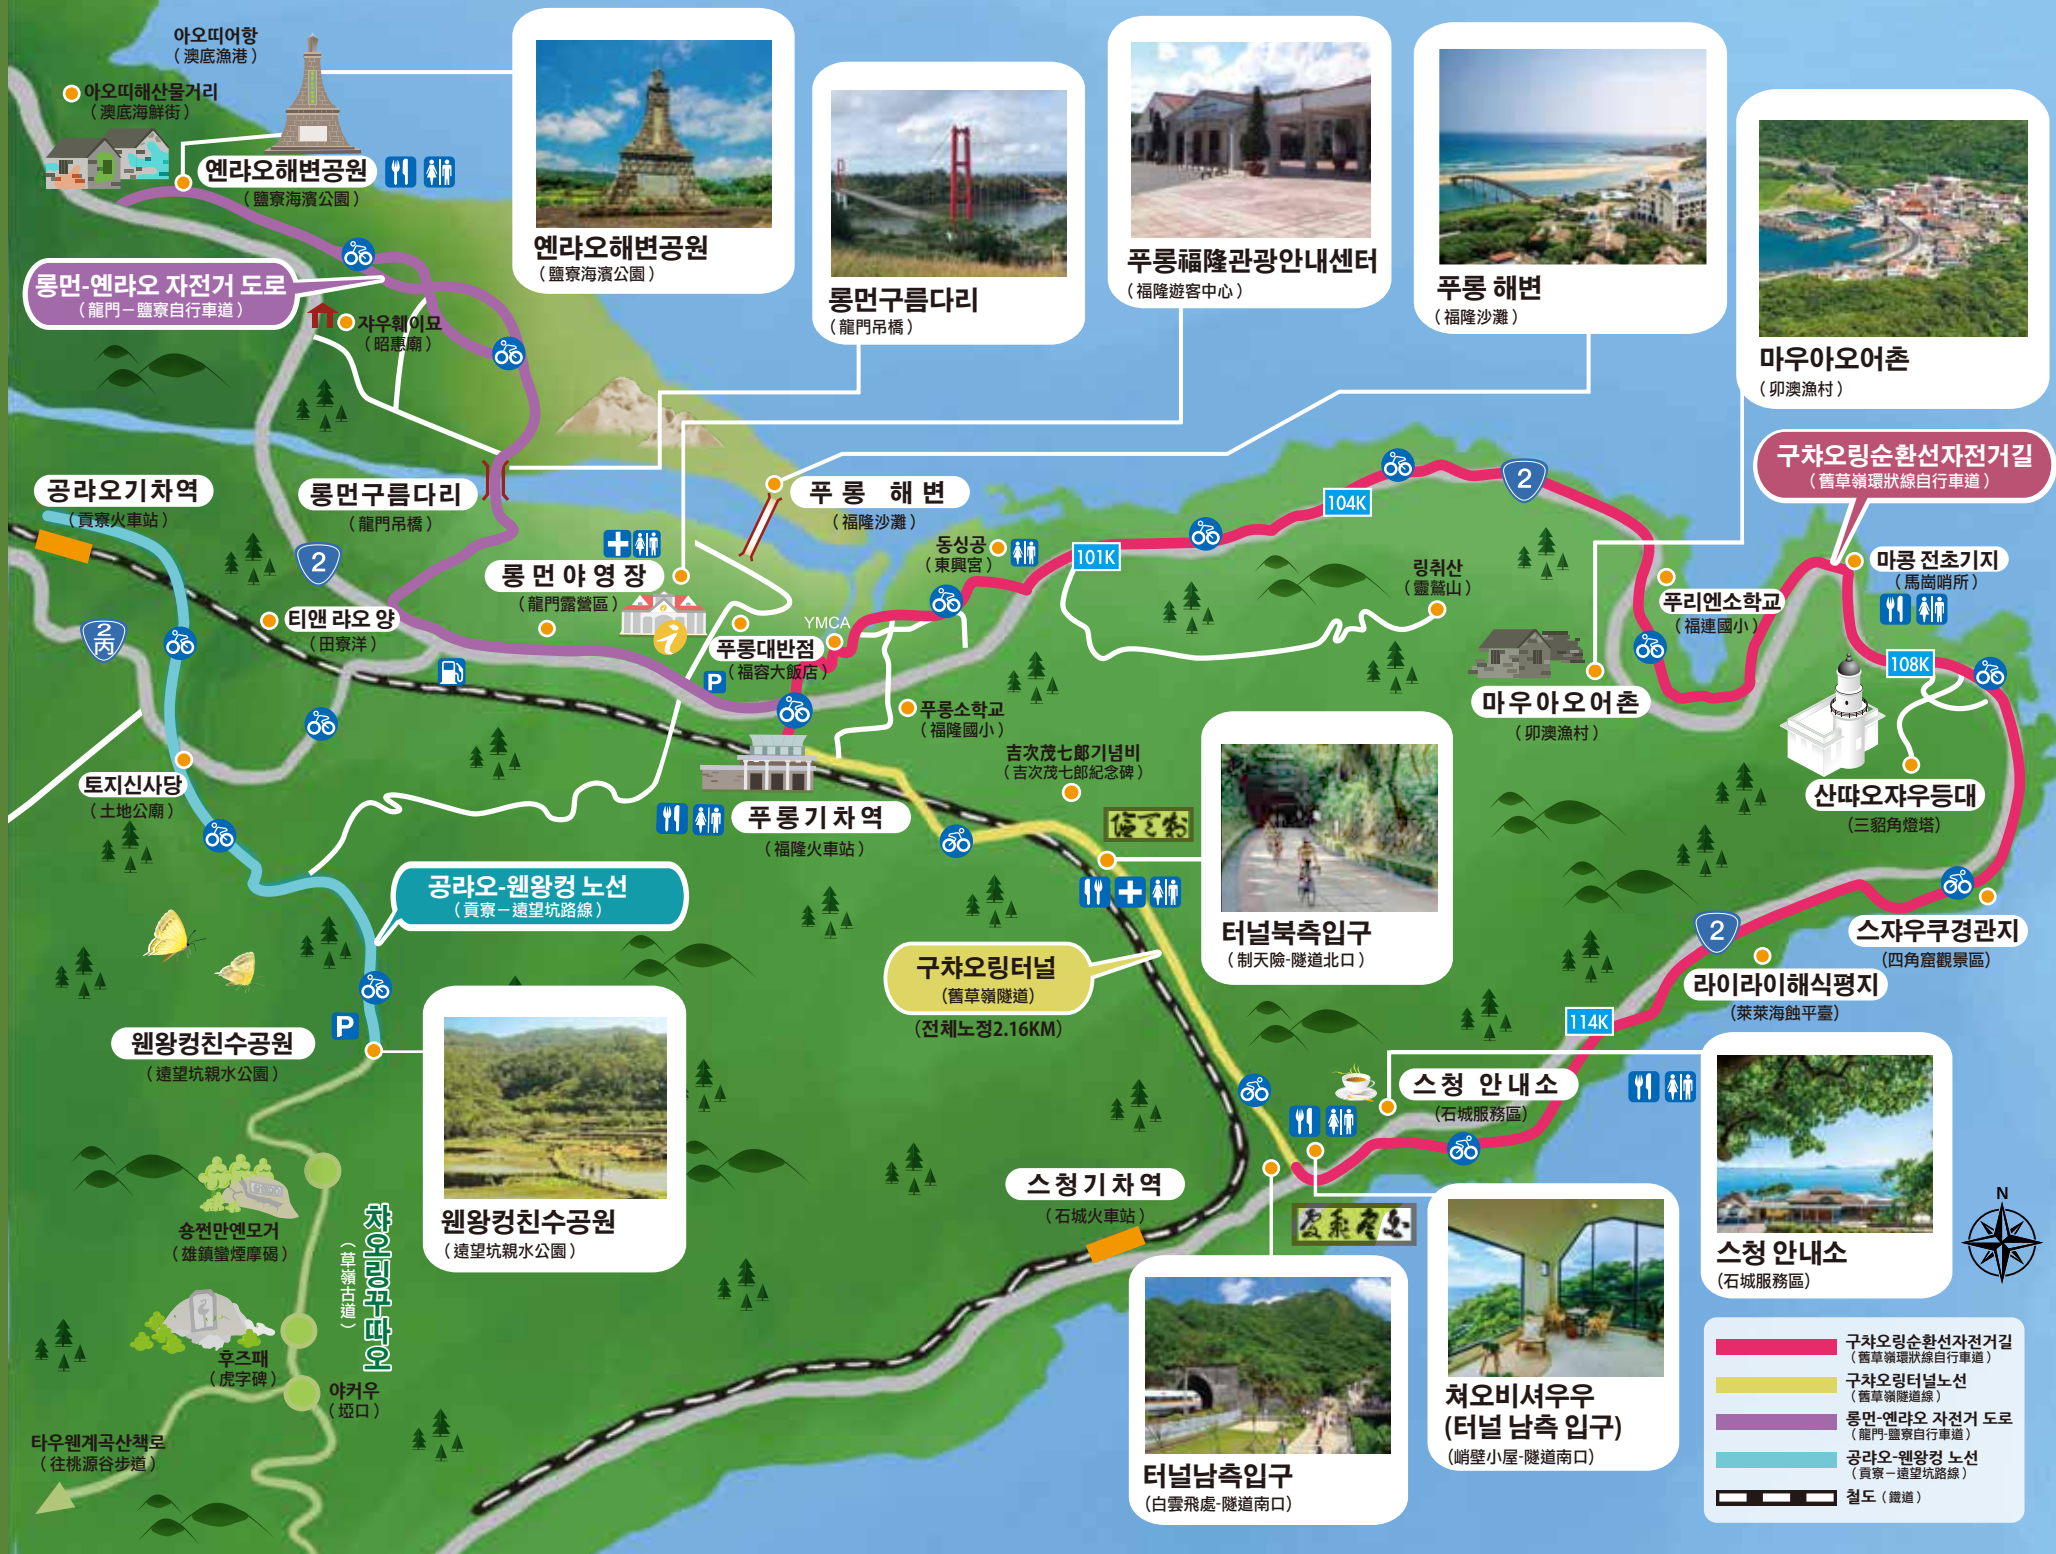 아오띠어항
（澳底漁港）
아오띠해산물거리
（澳底海鮮街）
옌랴오해변공원
（鹽寮海濱公園）
옌랴오해변공원
（鹽寮海濱公園）
롱먼구름다리
（龍門吊橋）
푸롱福隆관광안내센터
（福隆遊客中心）
푸롱 해변
（福隆沙灘）
마우아오어촌
（卯澳漁村）
롱먼-옌랴오 자전거 도로
（龍門－鹽寮自行車道）
쟈우훼이묘
（昭惠廟）
구챠오링순환선자전거길
（舊草嶺環狀線自行車道）
공랴오기차역
（貢寮火車站）
롱먼구름다리
（龍門吊橋）
푸롱 해변
（福隆沙灘）
2
104K
2
101K
동싱공
（東興宮）
링취산
（靈鷲山）
마콩 전초기지
（馬崗哨所）
롱먼야영장
（龍門露營區）
푸리엔소학교
（福連國小）
티앤 랴오 양
（田寮洋）
2
丙
YMCA
푸롱대반점
（福容大飯店）
P
108K
마우아오어촌
（卯澳漁村）
푸롱소학교
（福隆國小）
吉次茂七郎기념비
（吉次茂七郎紀念碑）
토지신사당
（土地公廟）
산땨오쟈우등대
（三貂角燈塔）
푸롱기차역
（福隆火車站）
공랴오-웬왕컹 노선
（貢寮－遠望坑路線）
터널북측입구
（制天險-隧道北口）
구챠오링터널
（舊草嶺隧道）
(전체노정2.16KM)
2
스쟈우쿠경관지
（四角窟觀景區）
라이라이해식평지
（萊萊海蝕平臺）
114K
P
웬왕컹친수공원
（遠望坑親水公園）
스청 안내소
（石城服務區）
웬왕컹친수공원
（遠望坑親水公園）
스청기차역
（石城火車站）
스청 안내소
（石城服務區）
N
숑쩐만옌모거
（雄鎮蠻煙摩碣）
챠오링꾸따오
（草嶺古道）
후즈패
（虎字碑）
야커우
（埡口）
타우웬계곡산책로
（往桃源谷步道）
터널남측입구
（白雲飛處-隧道南口）
쳐오비셔우우
(터널 남측 입구)
（峭壁小屋-隧道南口）
구챠오링순환선자전거길
（舊草嶺環狀線自行車道）
구챠오링터널노선
（舊草嶺隧道線）
롱먼-옌랴오 자전거 도로
（龍門-鹽寮自行車道）
공랴오-웬왕컹 노선
（貢寮－遠望坑路線）
철도（鐵道）